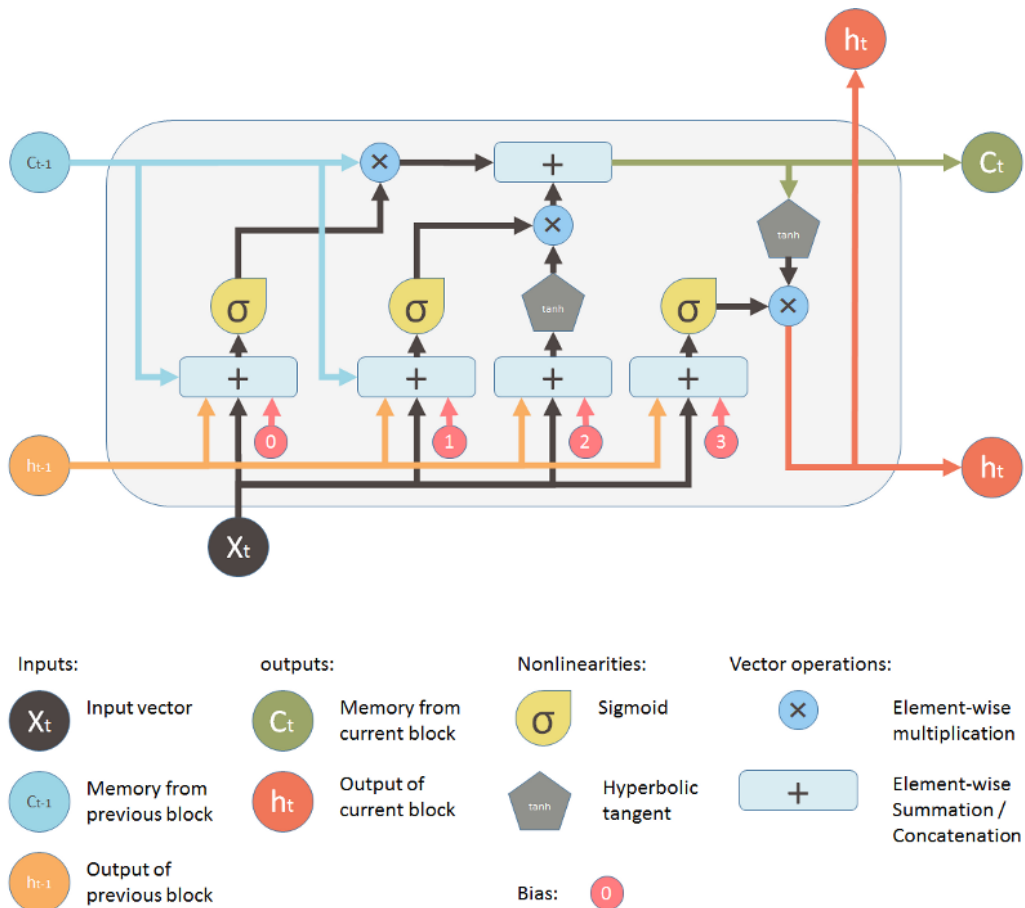 ht
Ct-1
×
+
Ct
×
tanh
σ
σ
tanh
σ
×
+
+
+
+
0
1
2
3
ht-1
ht
Xt
Inputs:
outputs:
Nonlinearities:
Vector operations:
Xt
Input vector
Ct
Memory from
current block
σ
Sigmoid
×
Element-wise
multiplication
Ct-1
Memory from
previous block
ht
Output of
current block
tanh
Hyperbolic
tangent
+
Element-wise
Summation /
Concatenation
ht-1
Output of
previous block
Bias:
0